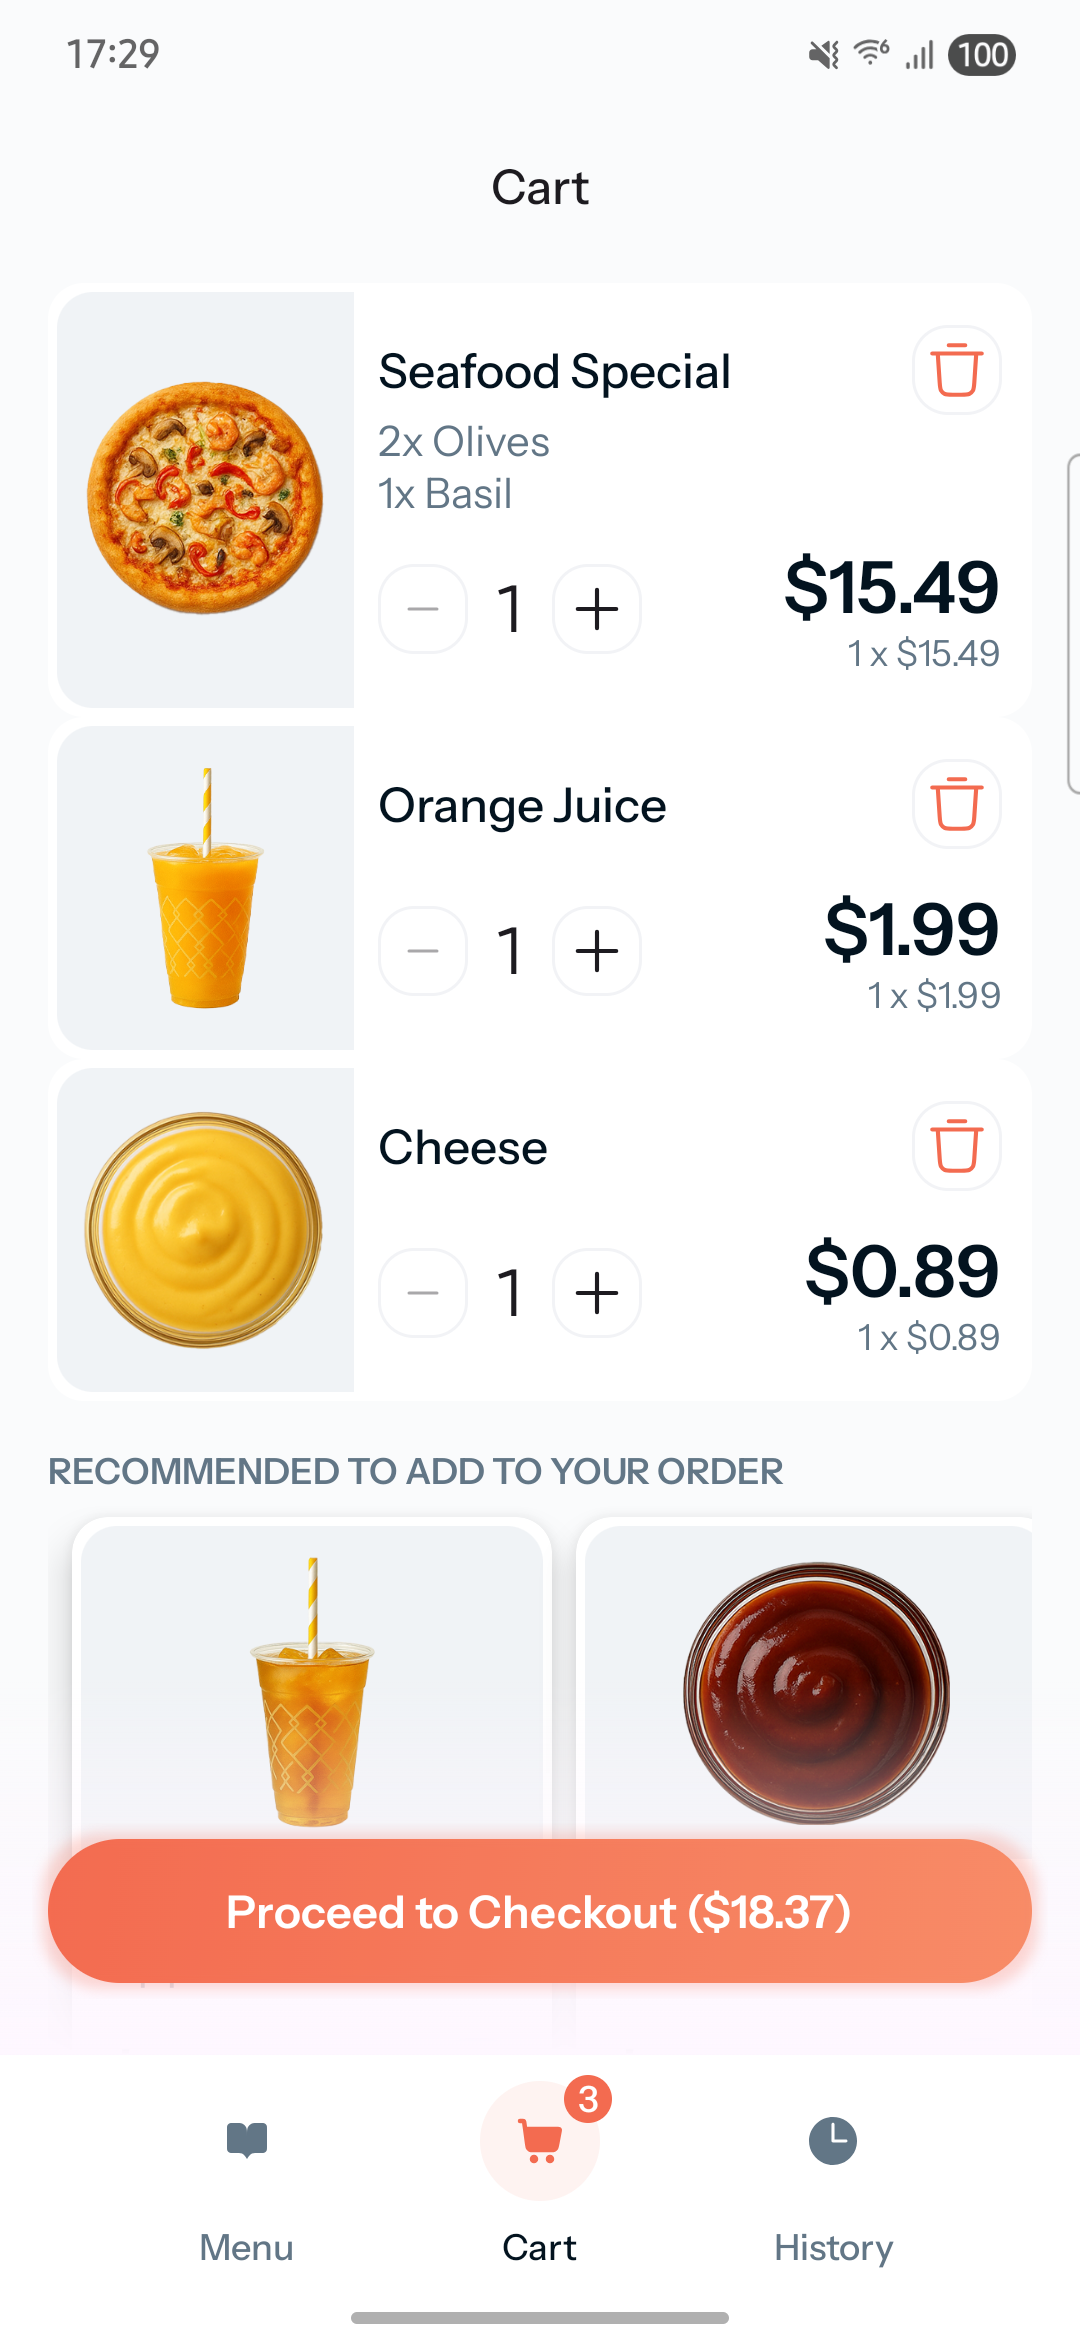 17:29
6
100
Cart
Seafood Special
2x Olives
1x Basil
1
$15.49
1 x $15.49
Orange Juice
1
$1.99
1 x $1.99
Cheese
1
$0.89
1 x $0.89
RECOMMENDED TO ADD TO YOUR ORDER
Proceed to Checkout ($18.37)
3
Menu
Cart
History